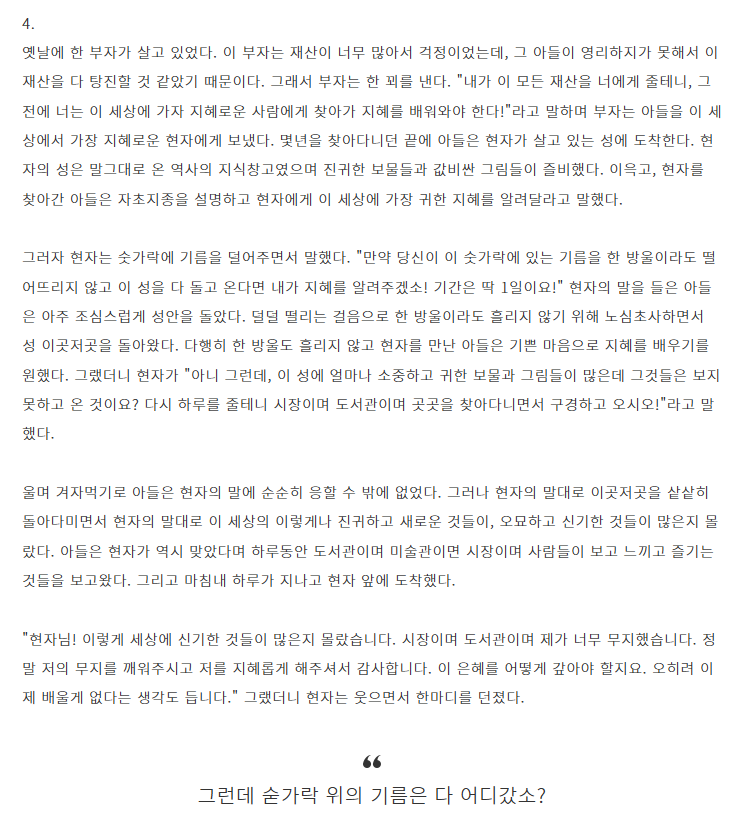 4.
옛날에 한 부자가 살고 있었다. 이 부자는 재산이 너무 많아서 걱정이었는데, 그 아들이 영리하지가 못해서 이
재산을 다 탕진할 것 같았기 때문이다. 그래서 부자는 한 꾀를 낸다. "내가 이 모든 재산을 너에게 줄테니, 그
전에 너는 이 세상에 가자 지혜로운 사람에게 찾아가 지혜를 배워와야 한다!"라고 말하며 부자는 아들을 이 세
상에서 가장 지혜로운 현자에게 보냈다. 몇년을 찾아다니던 끝에 아들은 현자가 살고 있는 성에 도착한다. 현
자의 성은 말그대로 온 역사의 지식창고였으며 진귀한 보물들과 값비싼 그림들이 즐비했다. 이윽고, 현자를
찾아간 아들은 자초지종을 설명하고 현자에게 이 세상에 가장 귀한 지혜를 알려달라고 말했다.
그러자 현자는 숫가락에 기름을 덜어주면서 말했다. "만약 당신이 이 숫가락에 있는 기름을 한 방울이라도 떨
어뜨리지 않고 이 성을 다 돌고 온다면 내가 지혜를 알려주겠소! 기간은 딱 1일이요!" 현자의 말을 들은 아들
은 아주 조심스럽게 성안을 돌았다. 덜덜 떨리는 걸음으로 한 방울이라도 흘리지 않기 위해 노심초사하면서
성 이곳저곳을 돌아왔다. 다행히 한 방울도 흘리지 않고 현자를 만난 아들은 기쁜 마음으로 지혜를 배우기를
원했다. 그랬더니 현자가 "아니 그런데, 이 성에 얼마나 소중하고 귀한 보물과 그림들이 많은데 그것들은 보지
못하고 온 것이요? 다시 하루를 줄테니 시장이며 도서관이며 곳곳을 찾아다니면서 구경하고 오시오!"라고 말
했다.
울며 겨자먹기로 아들은 현자의 말에 순순히 응할 수 밖에 없었다. 그러나 현자의 말대로 이곳저곳을 샅샅히
돌아다미면서 현자의 말대로 이 세상의 이렇게나 진귀하고 새로운 것들이, 오묘하고 신기한 것들이 많은지 몰
랐다. 아들은 현자가 역시 맞았다며 하루동안 도서관이며 미술관이면 시장이며 사람들이 보고 느끼고 즐기는
것들을 보고왔다. 그리고 마침내 하루가 지나고 현자 앞에 도착했다.
"현자님! 이렇게 세상에 신기한 것들이 많은지 몰랐습니다. 시장이며 도서관이며 제가 너무 무지했습니다. 정
말 저의 무지를 깨워주시고 저를 지혜롭게 해주셔서 감사합니다. 이 은혜를 어떻게 갚아야 할지요. 오히려 이
제 배울게 없다는 생각도 듭니다." 그랬더니 현자는 웃으면서 한마디를 던졌다.
“
그런데 숟가락 위의 기름은 다 어디갔소?